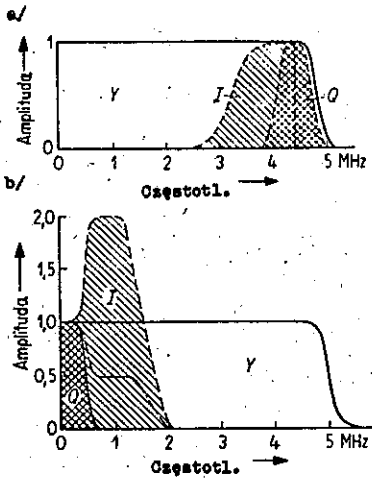 a/
Amplituda
1
0
Y
I
Q
0 1 2 3 4 5 MHz
Częstotl.
b/
Amplituda
2,0
1,5
1,0
0,5
0
I
Q
Y
0 1 2 3 4 5 MHz
Częstotl.